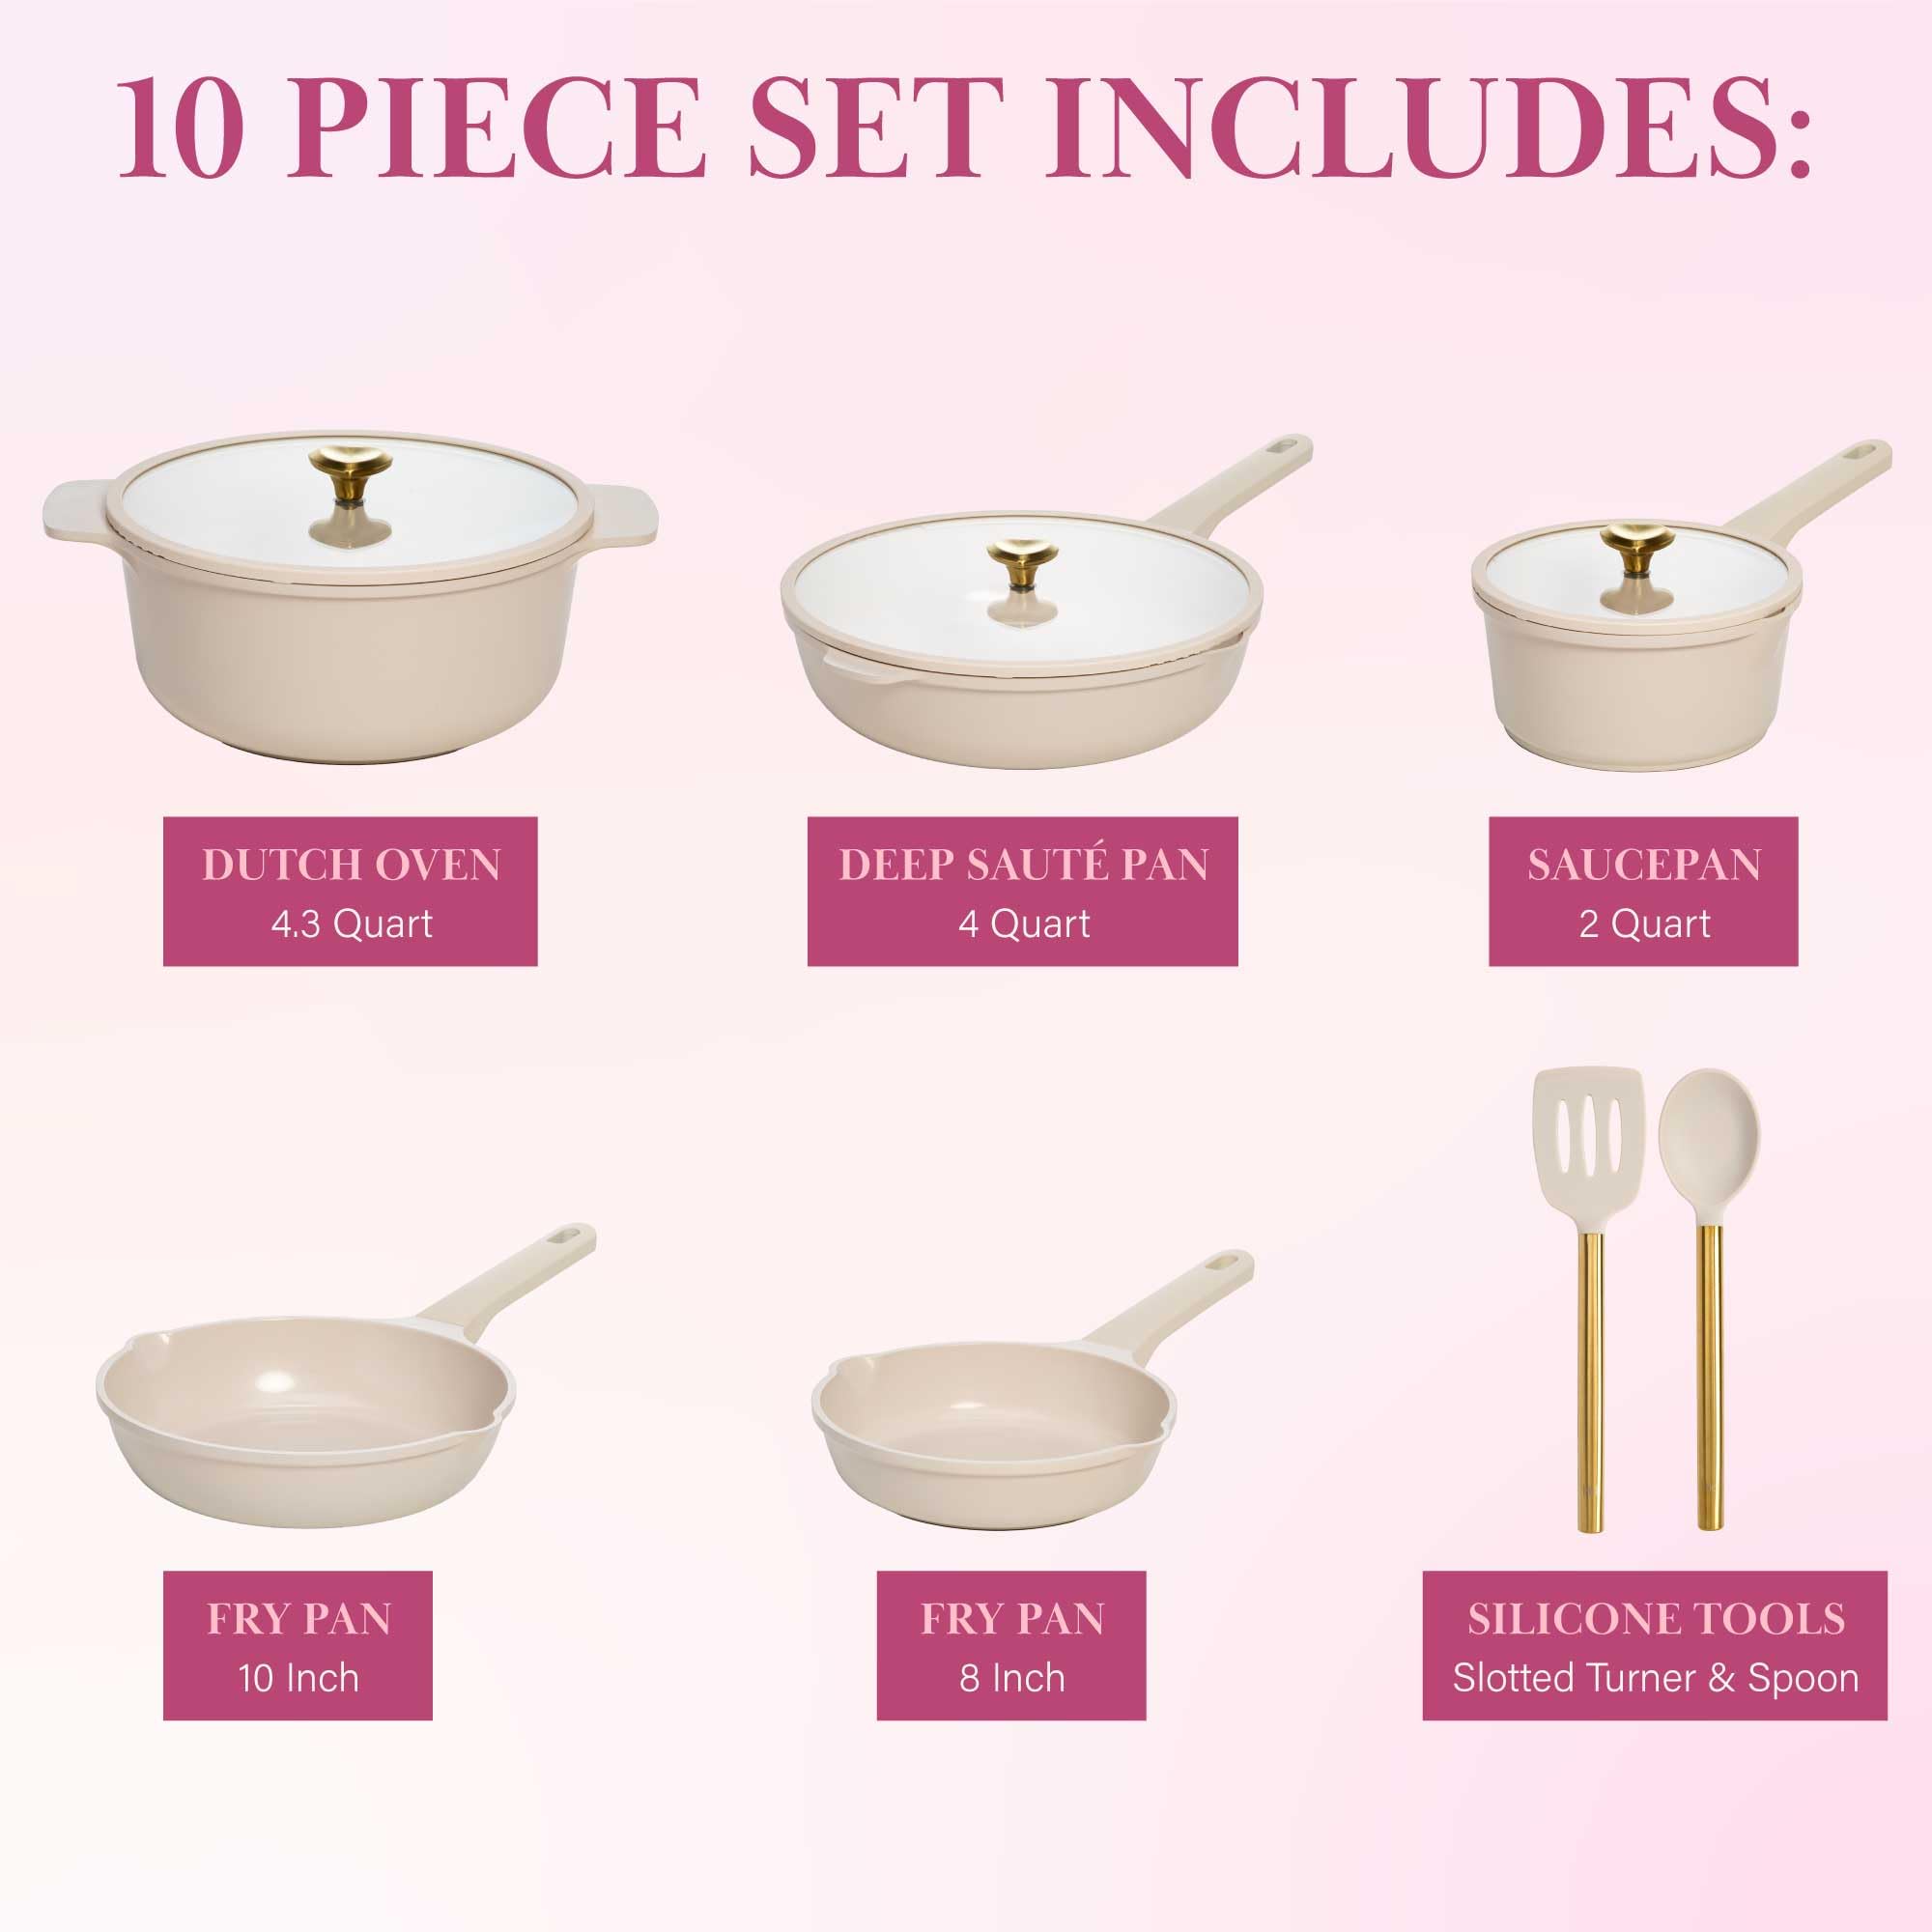 10 PIECE SET INCLUDES:
DUTCH OVEN
4.3 Quart
DEEP SAUTÉ PAN
4 Quart
SAUCEPAN
2 Quart
FRY PAN
10 Inch
FRY PAN
8 Inch
SILICONE TOOLS
Slotted Turner & Spoon